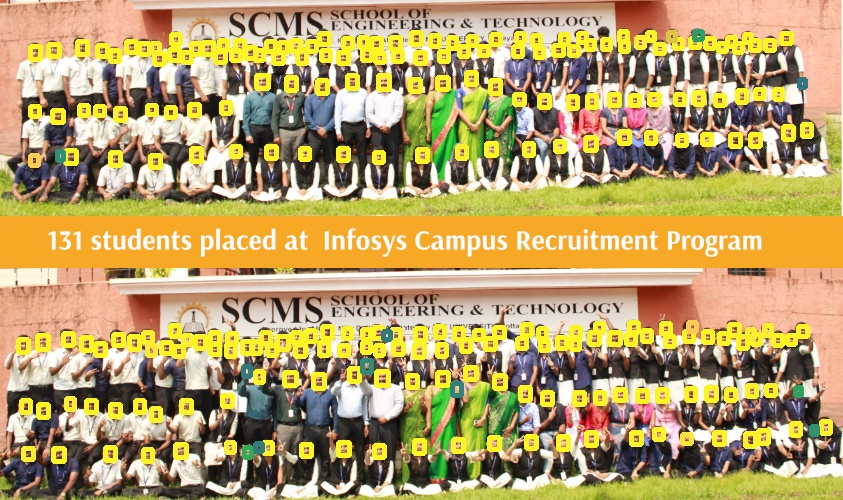 SCMS SCHOOL OF
ENGINEERING & TECHNOLOGY
131 students placed at Infosys Campus Recruitment Program
SCMS SCHOOL OF
ENGINEERING & TECHNOLOGY